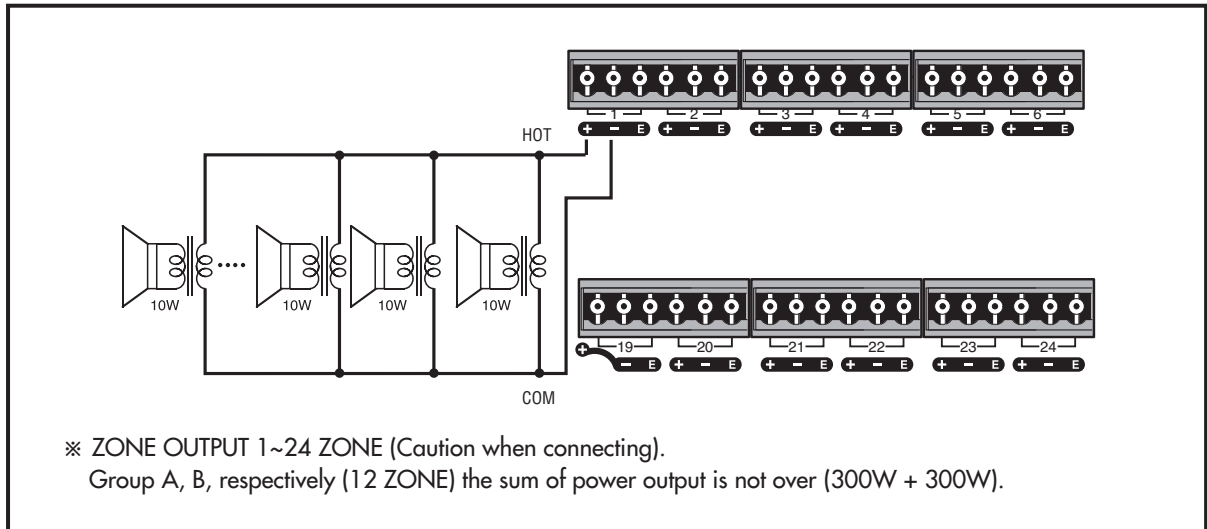 1 2 3 4 5 6
+ - E + - E + - E + - E + - E + - E
HOT
10W 10W 10W 10W
19 20 21 22 23 24
+ - E + - E + - E + - E + - E + - E
COM
※ ZONE OUTPUT 1~24 ZONE (Caution when connecting).
Group A, B, respectively (12 ZONE) the sum of power output is not over (300W + 300W).